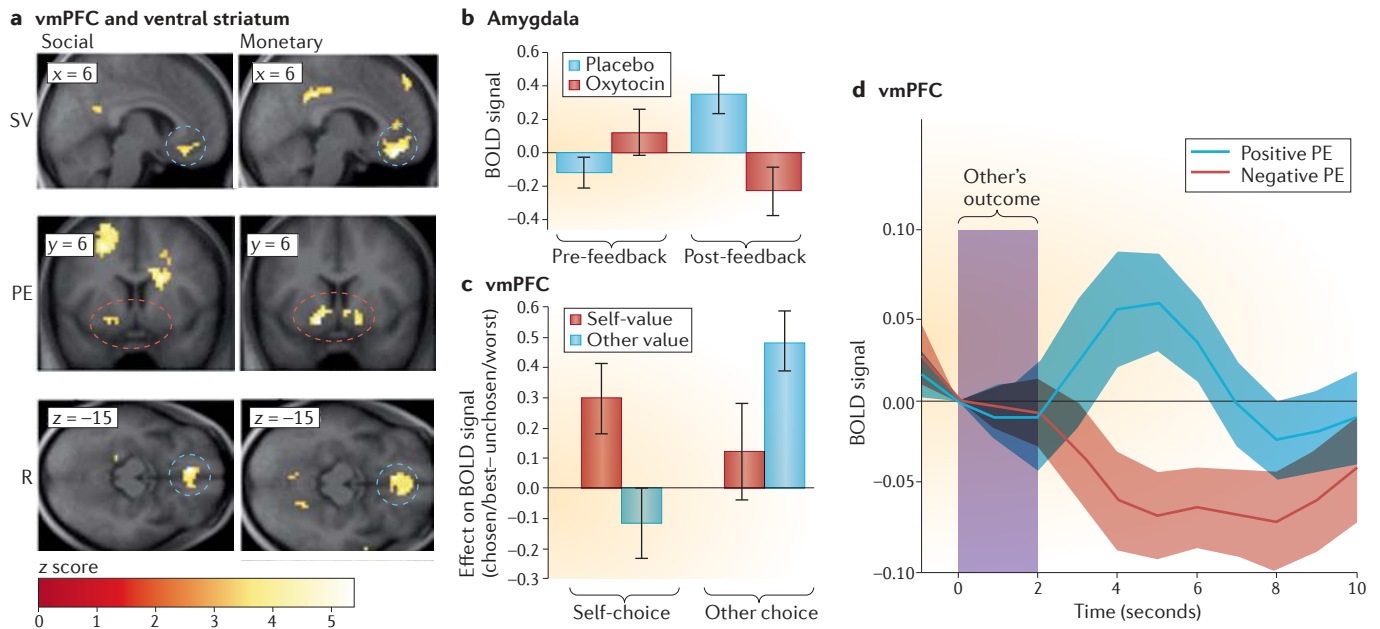 a vmPFC and ventral striatum
Social
Monetary
SV
x = 6
x = 6
PE
y = 6
y = 6
R
z = –15
z = –15
z score
0 1 2 3 4 5
b Amygdala
BOLD signal
0.6
0.4
0.2
0.0
–0.2
–0.4
Placebo
Oxytocin
Pre-feedback
Post-feedback
c vmPFC
Effect on BOLD signal
(chosen/best–unchosen/worst)
0.6
0.5
0.4
0.3
0.2
0.1
0.0
–0.1
–0.2
–0.3
Self-value
Other value
Self-choice
Other choice
d vmPFC
BOLD signal
0.10
0.05
0.00
–0.05
–0.10
Positive PE
Negative PE
Other's
outcome
0 2 4 6 8 10
Time (seconds)